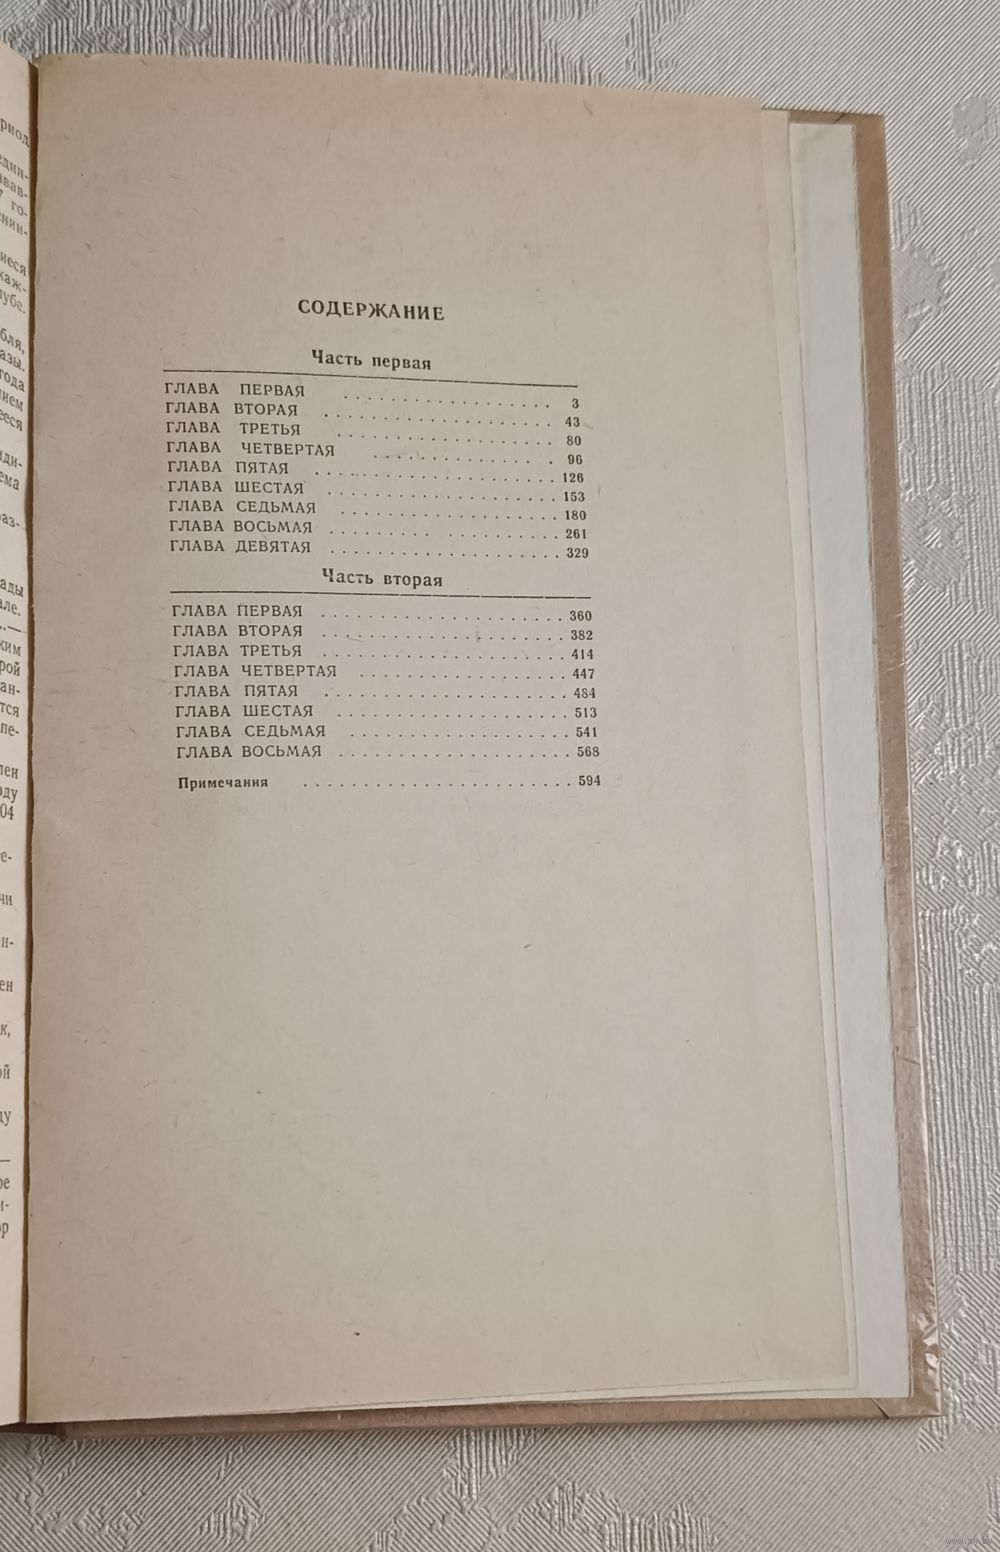 СОДЕРЖАНИЕ
Часть первая
ГЛАВА ПЕРВАЯ . . . . . . . . . . . . . . . . . . 3
ГЛАВА ВТОРАЯ . . . . . . . . . . . . . . . . . . . 43
ГЛАВА ТРЕТЬЯ . . . . . . . . . . . . . . . . . . 80
ГЛАВА ЧЕТВЕРТАЯ . . . . . . . . . . . . . . . 96
ГЛАВА ПЯТАЯ . . . . . . . . . . . . . . . . . . . . 126
ГЛАВА ШЕСТАЯ . . . . . . . . . . . . . . . . . . . 153
ГЛАВА СЕДЬМАЯ . . . . . . . . . . . . . . . . . . 180
ГЛАВА ВОСЬМАЯ . . . . . . . . . . . . . . . . . . 261
ГЛАВА ДЕВЯТАЯ . . . . . . . . . . . . . . . . . . . 329
Часть вторая
ГЛАВА ПЕРВАЯ . . . . . . . . . . . . . . . . . . . . 360
ГЛАВА ВТОРАЯ . . . . . . . . . . . . . . . . . . . . 382
ГЛАВА ТРЕТЬЯ . . . . . . . . . . . . . . . . . . . . 414
ГЛАВА ЧЕТВЕРТАЯ . . . . . . . . . . . . . . . . . 447
ГЛАВА ПЯТАЯ . . . . . . . . . . . . . . . . . . . . 484
ГЛАВА ШЕСТАЯ . . . . . . . . . . . . . . . . . . . 513
ГЛАВА СЕДЬМАЯ . . . . . . . . . . . . . . . . . . 541
ГЛАВА ВОСЬМАЯ . . . . . . . . . . . . . . . . . . . 568
Примечания . . . . . . . . . . . . . . . . . . . . . . 594